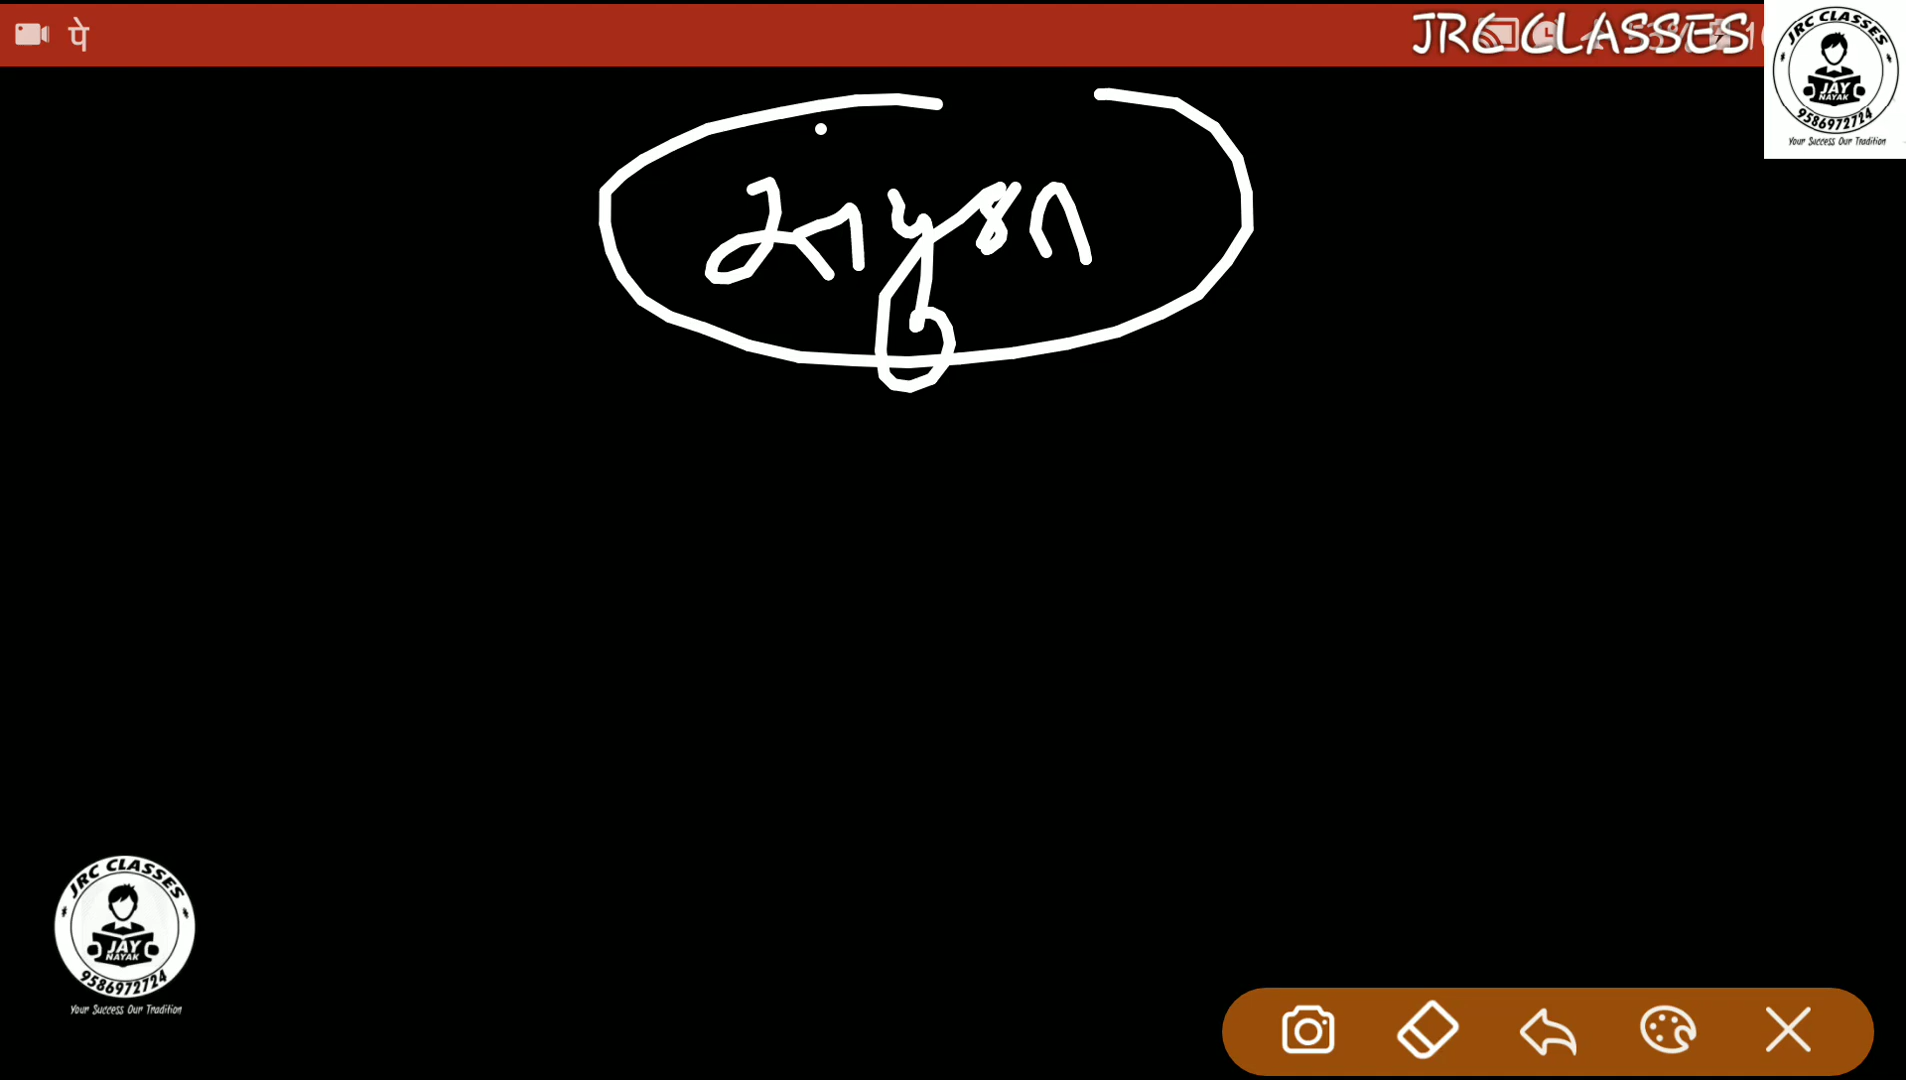 पे
JRC CLASSES
JRC CLASSES
JAY
NAYAK
9586972724
Your Success Our Tradition
સંયુક્ત
JRC CLASSES
JAY
NAYAK
9586972724
Your Success Our Tradition